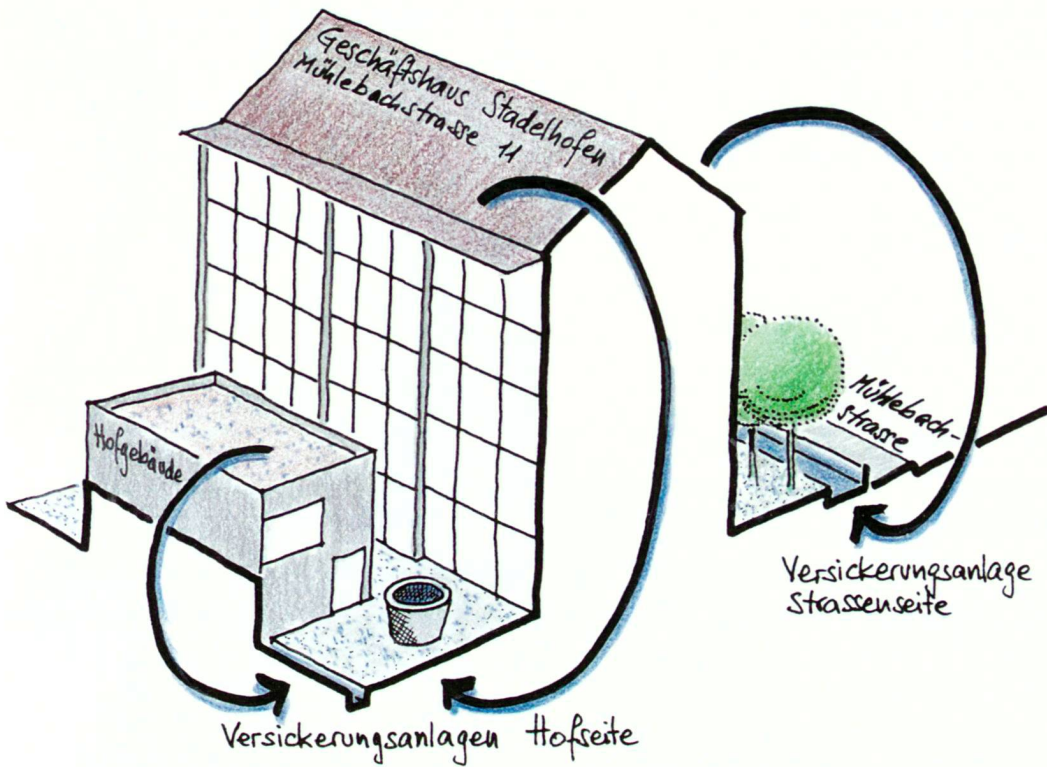 Geschäftshaus Stadelhofen
Mühlebachstrasse 11
Hofgebäude
Mühlebach-
strasse
Versickerungsanlage
Strassenseite
Versickerungsanlagen Hofseite